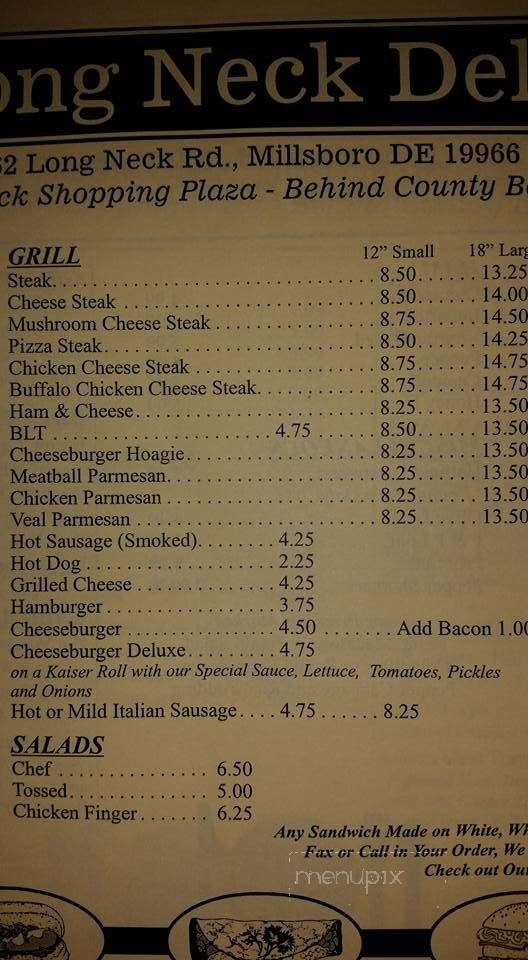 ong Neck Del
62 Long Neck Rd., Millsboro DE 19966
ck Shopping Plaza - Behind County B
GRILL 12” Small 18” Larg
Steak. . . . . . . . . . . . . . . . . . . . . . . . . . . . . . . . . 8.50. . . . . . 13.25
Cheese Steak . . . . . . . . . . . . . . . . . . . . . . . . . . . 8.50. . . . . . 14.00
Mushroom Cheese Steak . . . . . . . . . . . . . . . . . 8.75. . . . . . 14.50
Pizza Steak. . . . . . . . . . . . . . . . . . . . . . . . . . . . . 8.50. . . . . . 14.25
Chicken Cheese Steak . . . . . . . . . . . . . . . . . . . 8.75. . . . . . 14.75
Buffalo Chicken Cheese Steak. . . . . . . . . . . . . 8.75. . . . . . 14.75
Ham & Cheese. . . . . . . . . . . . . . . . . . . . . . . . . . 8.25. . . . . . 13.50
BLT . . . . . . . . . . . . . . . . . . . . . 4.75 . . . . . . 8.50. . . . . . 13.50
Cheeseburger Hoagie. . . . . . . . . . . . . . . . . . . . 8.25. . . . . . 13.50
Meatball Parmesan. . . . . . . . . . . . . . . . . . . . . . 8.25. . . . . . 13.50
Chicken Parmesan . . . . . . . . . . . . . . . . . . . . . . 8.25. . . . . . 13.50
Veal Parmesan . . . . . . . . . . . . . . . . . . . . . . . . . 8.25. . . . . . 13.50
Hot Sausage (Smoked). . . . . . . . 4.25
Hot Dog . . . . . . . . . . . . . . . . . . . 2.25
Grilled Cheese . . . . . . . . . . . . . . 4.25
Hamburger . . . . . . . . . . . . . . . . . 3.75
Cheeseburger . . . . . . . . . . . . . . . 4.50 . . . . . . . Add Bacon 1.00
Cheeseburger Deluxe. . . . . . . . . 4.75
on a Kaiser Roll with our Special Sauce, Lettuce, Tomatoes, Pickles
and Onions
Hot or Mild Italian Sausage. . . . 4.75 . . . . . . 8.25
SALADS
Chef . . . . . . . . . . . . . . 6.50
Tossed. . . . . . . . . . . . . 5.00
Chicken Finger. . . . . . . 6.25
Any Sandwich Made on White, Wh
Fax or Call in Your Order, We
menupix
Check out Our